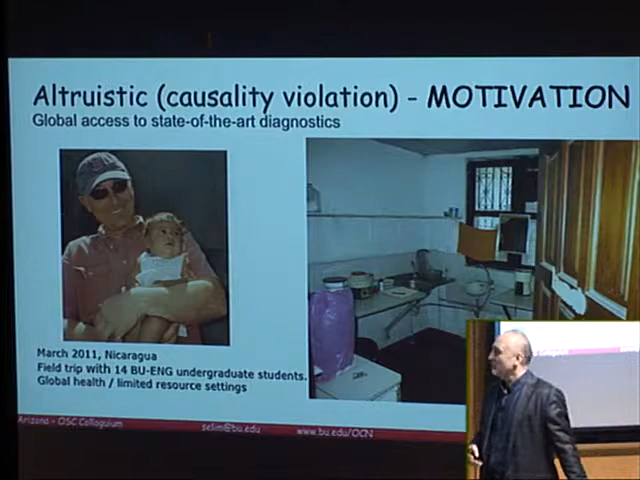 Altruistic (causality violation) - MOTIVATION
Global access to state-of-the-art diagnostics
March 2011, Nicaragua
Field trip with 14 BU-ENG undergraduate students.
Global health / limited resource settings
Arizona - OSC Colloquium selim@bu.edu www.bu.edu/OCN